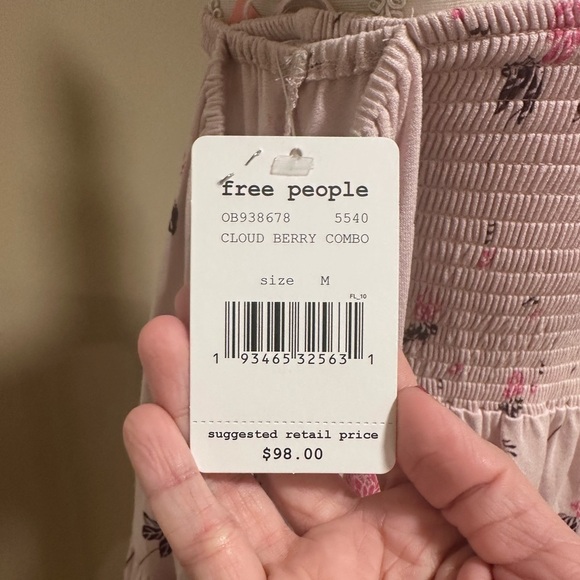 free people
OB938678 5540
CLOUD BERRY COMBO
size M
FL_10
1 93465 32563 1
suggested retail price
$98.00